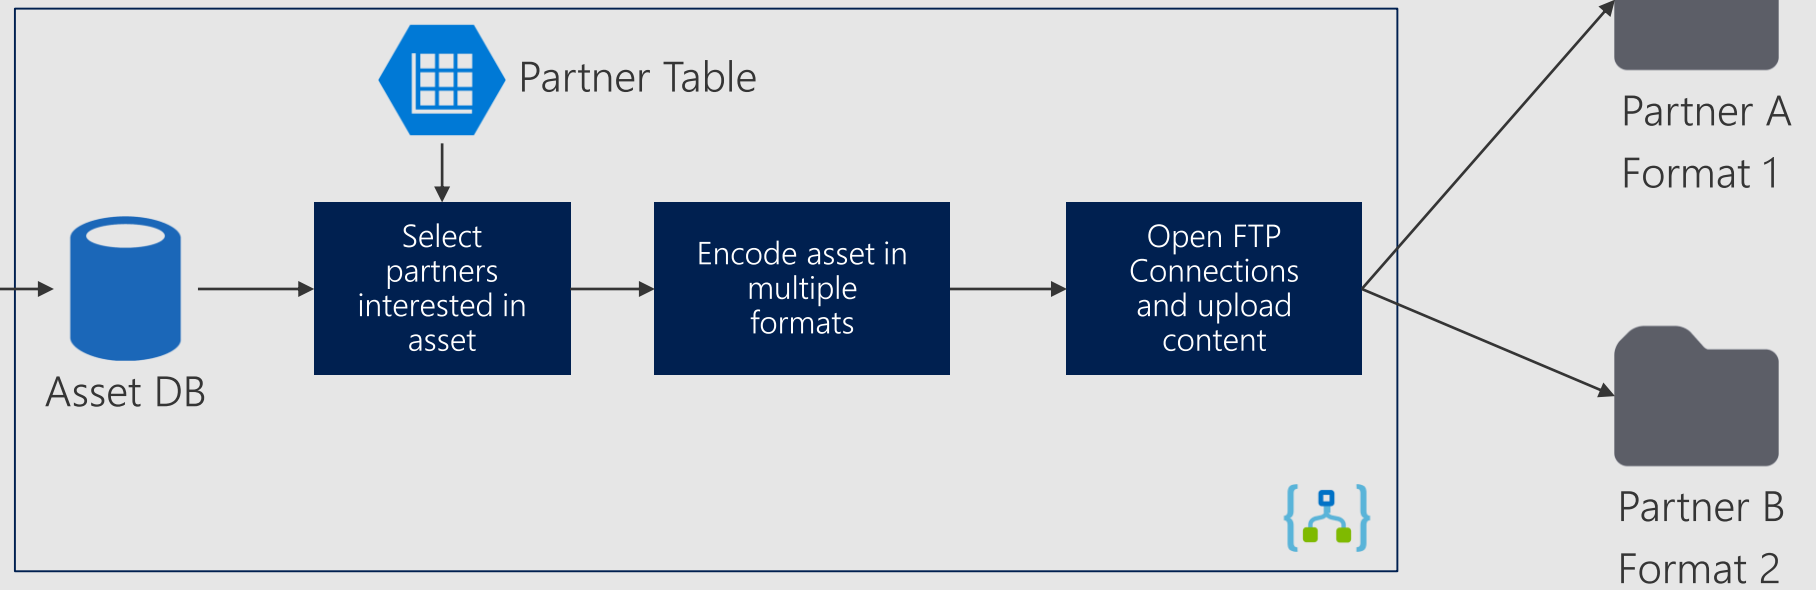 Partner Table
Asset DB
Select
partners
interested in
asset
Encode asset in
multiple
formats
Open FTP
Connections
and upload
content
Partner A
Format 1
Partner B
Format 2